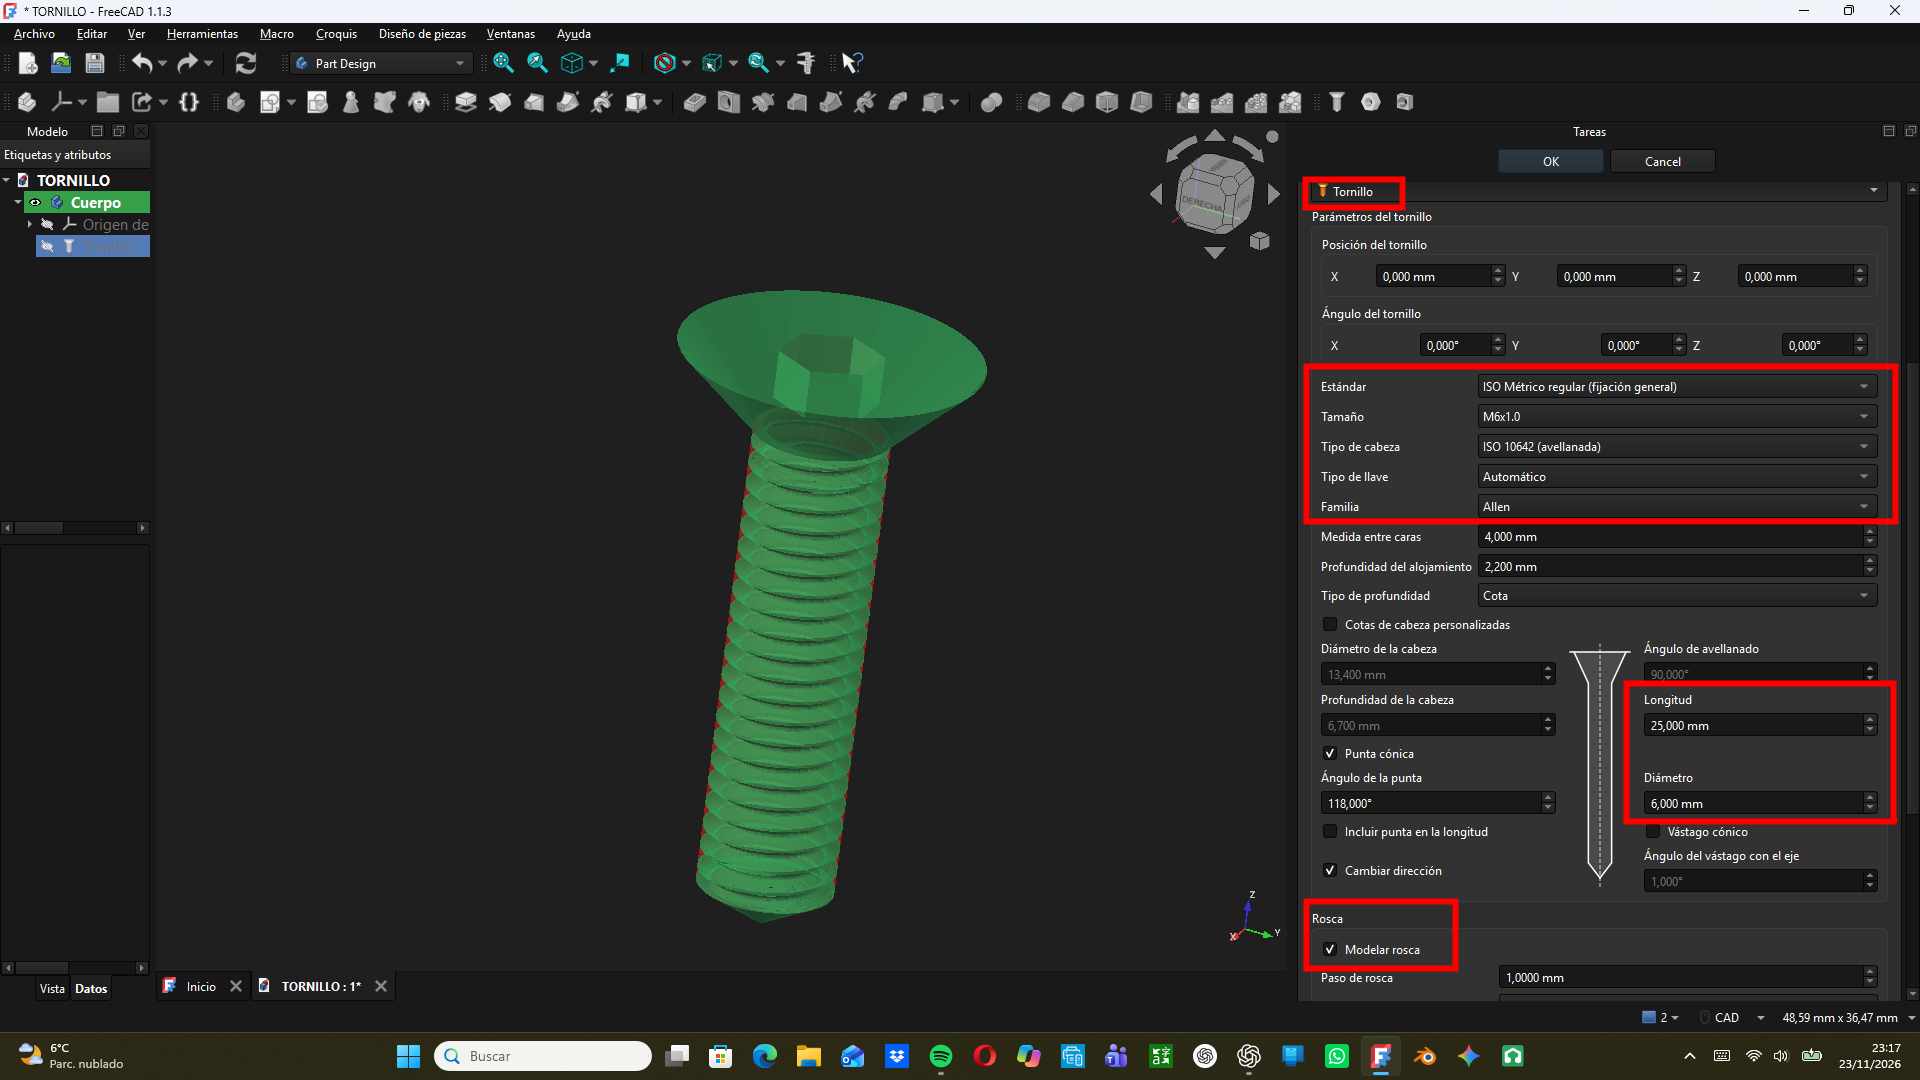 * TORNILLO - FreeCAD 1.1.3
Archivo Editar Ver Herramientas Macro Croquis Diseño de piezas Ventanas Ayuda
Part Design
Modelo
Etiquetas y atributos
TORNILLO
Cuerpo
Origen de
DERECHA
Z
Y
X
Tareas
OK Cancel
Tornillo
Parámetros del tornillo
Posición del tornillo
X 0,000 mm Y 0,000 mm Z 0,000 mm
Ángulo del tornillo
X 0,000° Y 0,000° Z 0,000°
Estándar ISO Métrico regular (fijación general)
Tamaño M6x1.0
Tipo de cabeza ISO 10642 (avellanada)
Tipo de llave Automático
Familia Allen
Medida entre caras 4,000 mm
Profundidad del alojamiento 2,200 mm
Tipo de profundidad Cota
Cotas de cabeza personalizadas
Diámetro de la cabeza Ángulo de avellanado
13,400 mm 90,000°
Profundidad de la cabeza Longitud
6,700 mm 25,000 mm
Punta cónica
Ángulo de la punta Diámetro
118,000° 6,000 mm
Incluir punta en la longitud Vástago cónico
Ángulo del vástago con el eje
Cambiar dirección 1,000°
Rosca
Modelar rosca
Paso de rosca 1,0000 mm
Vista Datos
Inicio TORNILLO : 1*
2 CAD 48,59 mm x 36,47 mm
6°C
Parc. nublado
Buscar
23:17
23/11/2026